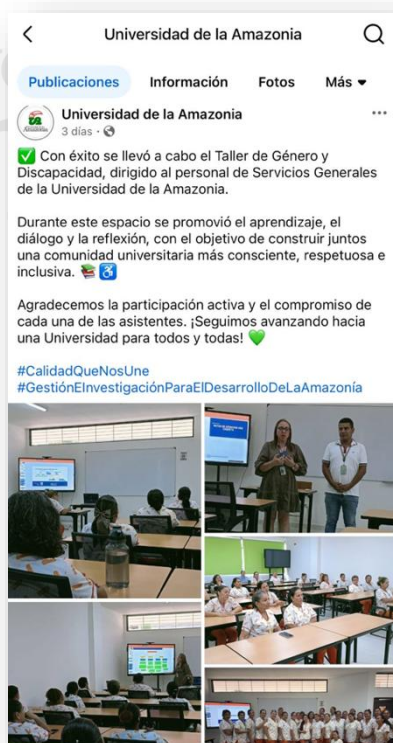 Universidad de la Amazonia
Publicaciones Información Fotos Más
Universidad de la Amazonia
3 días ·
✅ Con éxito se llevó a cabo el Taller de Género y
Discapacidad, dirigido al personal de Servicios Generales
de la Universidad de la Amazonia.
Durante este espacio se promovió el aprendizaje, el
diálogo y la reflexión, con el objetivo de construir juntos
una comunidad universitaria más consciente, respetuosa e
inclusiva. 📚♿
Agradecemos la participación activa y el compromiso de
cada una de las asistentes. ¡Seguimos avanzando hacia
una Universidad para todos y todas! 💚
#CalidadQueNosUne
#GestiónEInvestigaciónParaElDesarrolloDeLaAmazonía